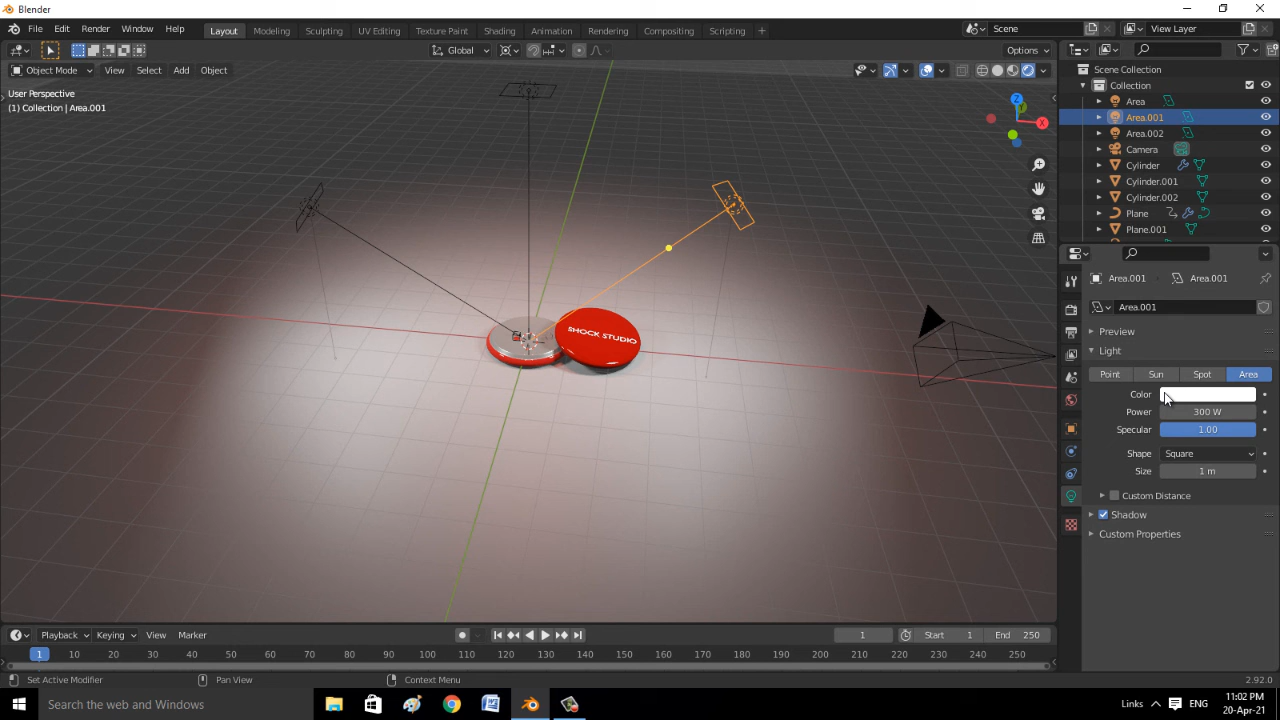 Blender
File Edit Render Window Help
Layout Modeling Sculpting UV Editing Texture Paint Shading Animation Rendering Compositing Scripting +
Scene
View Layer
Global
Options
Object Mode View Select Add Object
User Perspective
(1) Collection | Area.001
Z
Y
X
SHOCK STUDIO
Scene Collection
Collection
Area
Area.001
Area.002
Camera
Cylinder
Cylinder.001
Cylinder.002
Plane
Plane.001
Area.001 Area.001
Area.001
Preview
Light
Point Sun Spot Area
Color
Power 300 W
Specular 1.00
Shape Square
Size 1 m
Custom Distance
Shadow
Custom Properties
Playback Keying View Marker
1 Start 1 End 250
1 10 20 30 40 50 60 70 80 90 100 110 120 130 140 150 160 170 180 190 200 210 220 230 240 250
Set Active Modifier Pan View Context Menu
2.92.0
Search the web and Windows
Links ENG
11:02 PM
20-Apr-21